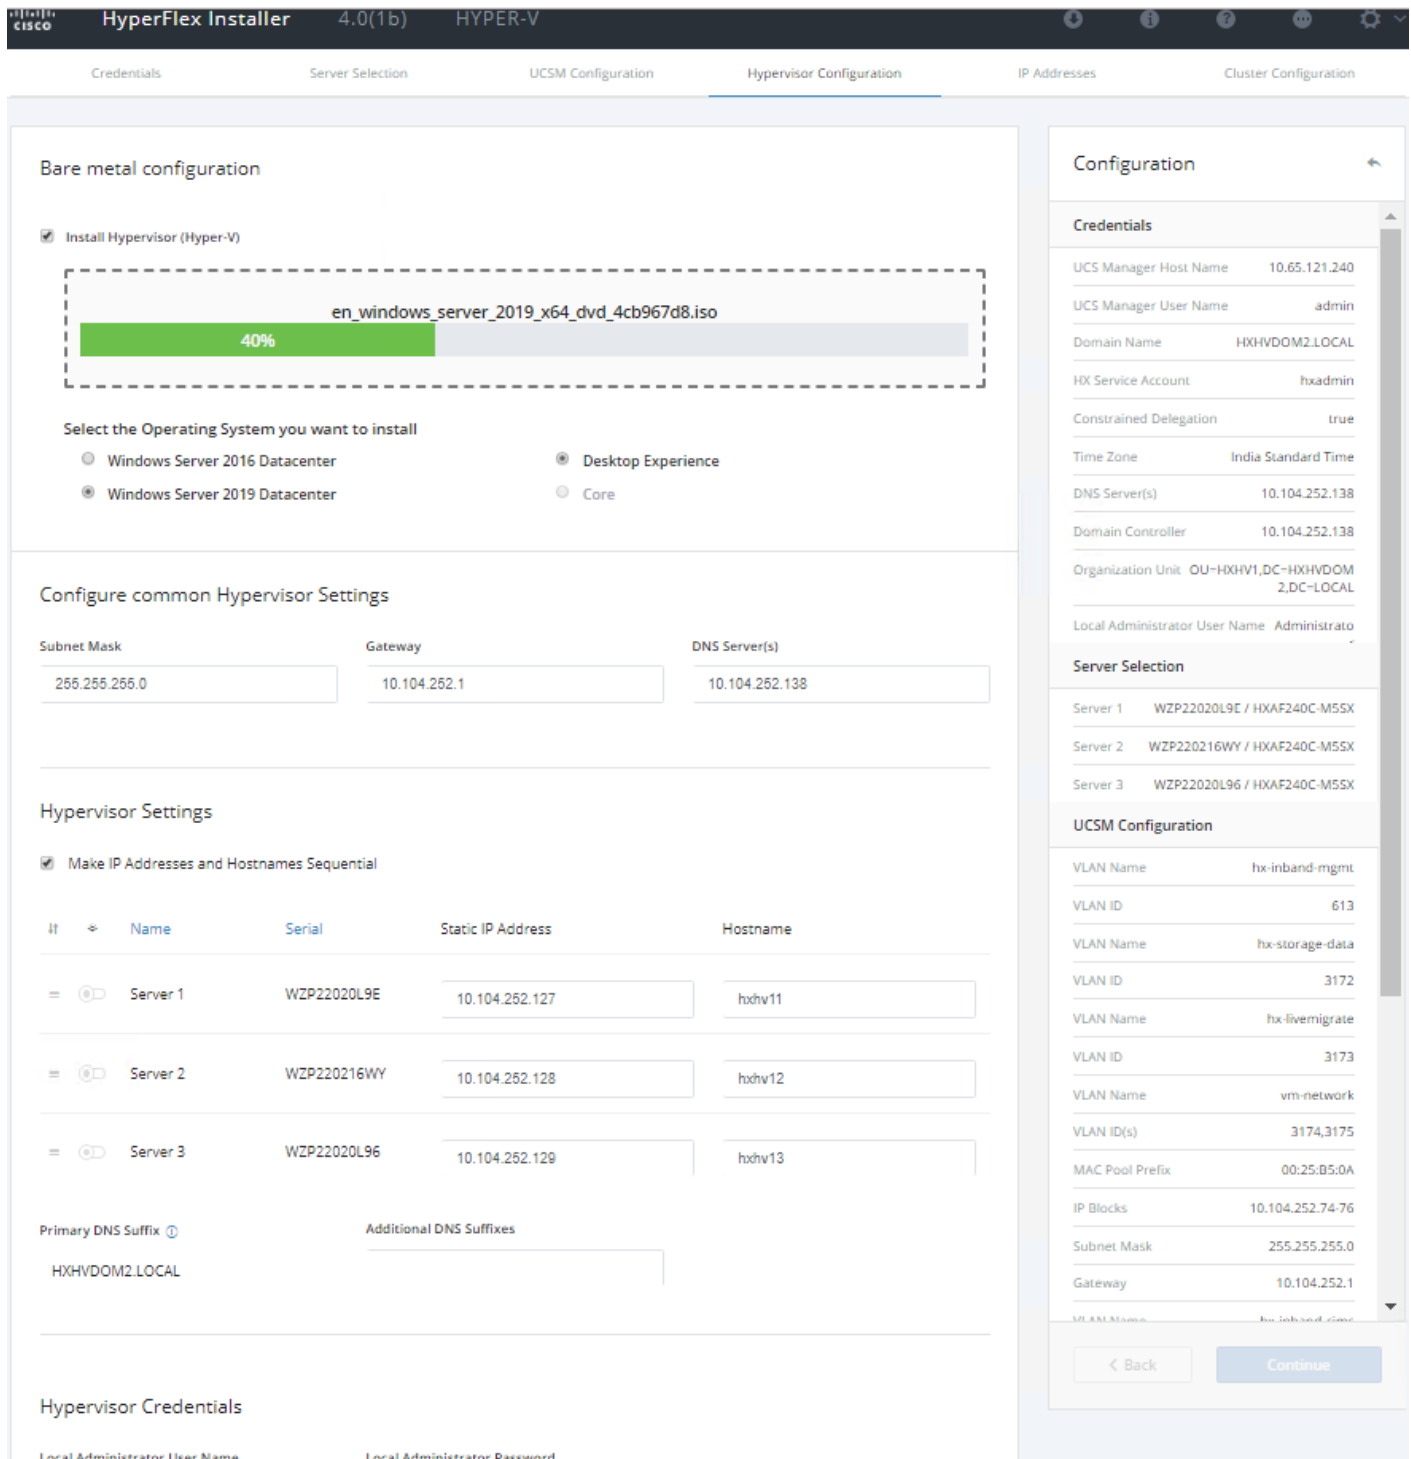 CISCO HyperFlex Installer 4.0(1b) HYPER-V
Credentials Server Selection UCSM Configuration Hypervisor Configuration IP Addresses Cluster Configuration
Bare metal configuration
Install Hypervisor (Hyper-V)
en_windows_server_2019_x64_dvd_4cb967d8.iso
40%
Select the Operating System you want to install
Windows Server 2016 Datacenter Desktop Experience
Windows Server 2019 Datacenter Core
Configure common Hypervisor Settings
Subnet Mask Gateway DNS Server(s)
255.255.255.0 10.104.252.1 10.104.252.138
Hypervisor Settings
Make IP Addresses and Hostnames Sequential
Name Serial Static IP Address Hostname
Server 1 WZP22020L9E 10.104.252.127 hxhv11
Server 2 WZP220216WY 10.104.252.128 hxhv12
Server 3 WZP22020L96 10.104.252.129 hxhv13
Primary DNS Suffix Additional DNS Suffixes
HXHVDOM2.LOCAL
Hypervisor Credentials
Local Administrator User Name Local Administrator Password
Configuration
Credentials
UCS Manager Host Name 10.65.121.240
UCS Manager User Name admin
Domain Name HXHVDOM2.LOCAL
HX Service Account hxadmin
Constrained Delegation true
Time Zone India Standard Time
DNS Server(s) 10.104.252.138
Domain Controller 10.104.252.138
Organization Unit OU=HXHV1,DC=HXHVDOM
2,DC=LOCAL
Local Administrator User Name Administrato
Server Selection
Server 1 WZP22020L9E / HXAF240C-M5SX
Server 2 WZP220216WY / HXAF240C-M5SX
Server 3 WZP22020L96 / HXAF240C-M5SX
UCSM Configuration
VLAN Name hx-inband-mgmt
VLAN ID 613
VLAN Name hx-storage-data
VLAN ID 3172
VLAN Name hx-livemigrate
VLAN ID 3173
VLAN Name vm-network
VLAN ID(s) 3174,3175
MAC Pool Prefix 00:25:B5:0A
IP Blocks 10.104.252.74-76
Subnet Mask 255.255.255.0
Gateway 10.104.252.1
VLAN Name hx-inband-cimc
< Back Continue